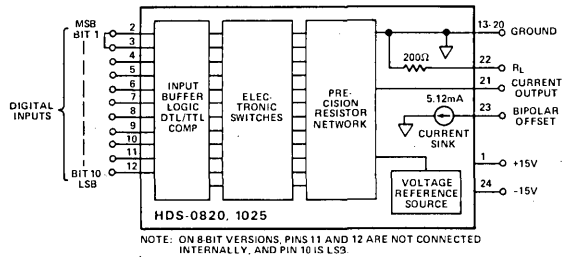 MSB
BIT 1
2
3
4
5
6
7
8
9
10
11
12
DIGITAL
INPUTS
BIT 10
LSB
INPUT
BUFFER
LOGIC
DTL/TTL
COMP
ELEC-
TRONIC
SWITCHES
PRE-
CISION
RESISTOR
NETWORK
200Ω
5.12mA
CURRENT
SINK
VOLTAGE
REFERENCE
SOURCE
13-20 GROUND
22 RL
21 CURRENT
OUTPUT
23 BIPOLAR
OFFSET
1 +15V
24 -15V
HDS-0820, 1025
NOTE: ON 8-BIT VERSIONS, PINS 11 AND 12 ARE NOT CONNECTED
INTERNALLY, AND PIN 10 IS LSB.